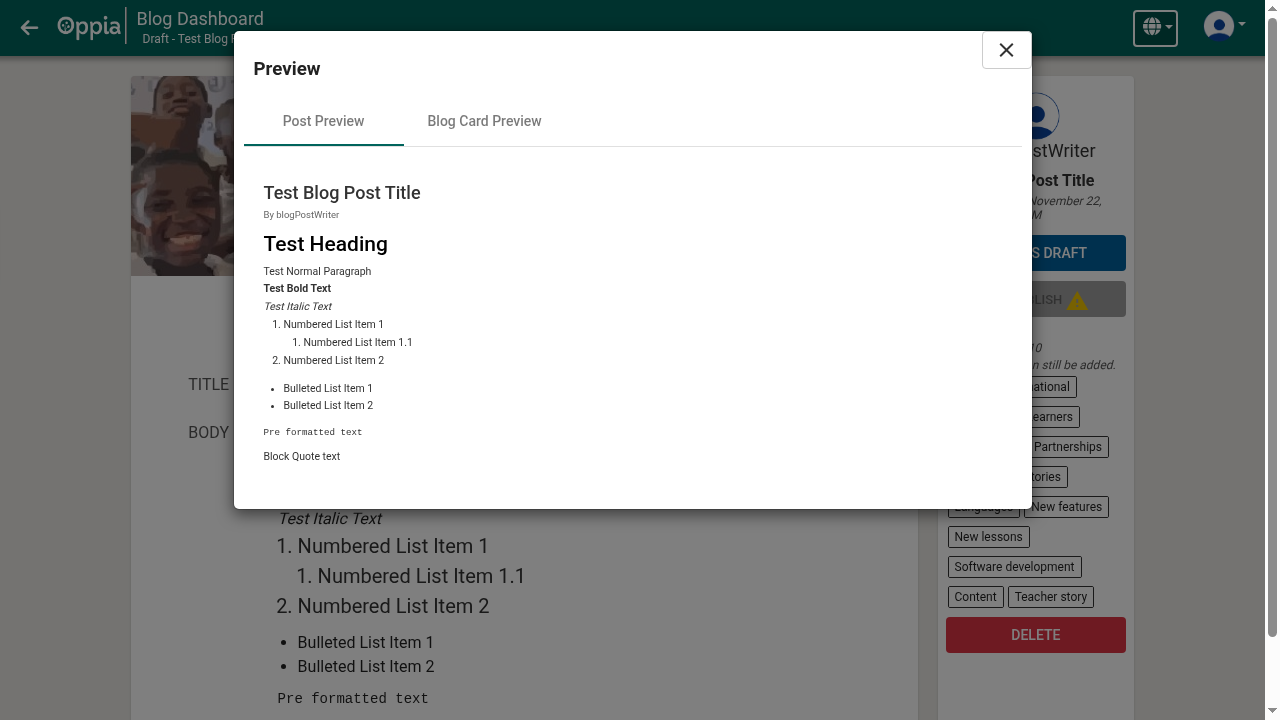 Oppia
Blog Dashboard
Draft - Test Blog
Preview
Post Preview
Blog Card Preview
Test Blog Post Title
By blogPostWriter
Test Heading
Test Normal Paragraph
Test Bold Text
Test Italic Text
1. Numbered List Item 1
1. Numbered List Item 1.1
2. Numbered List Item 2
• Bulleted List Item 1
• Bulleted List Item 2
Pre formatted text
Block Quote text
stWriter
Post Title
November 22,
M
S DRAFT
LISH
10
n still be added.
national
earners
Partnerships
tories
Languages
New features
New lessons
Software development
Content
Teacher story
DELETE
TITLE
BODY
Test Italic Text
1. Numbered List Item 1
1. Numbered List Item 1.1
2. Numbered List Item 2
• Bulleted List Item 1
• Bulleted List Item 2
Pre formatted text